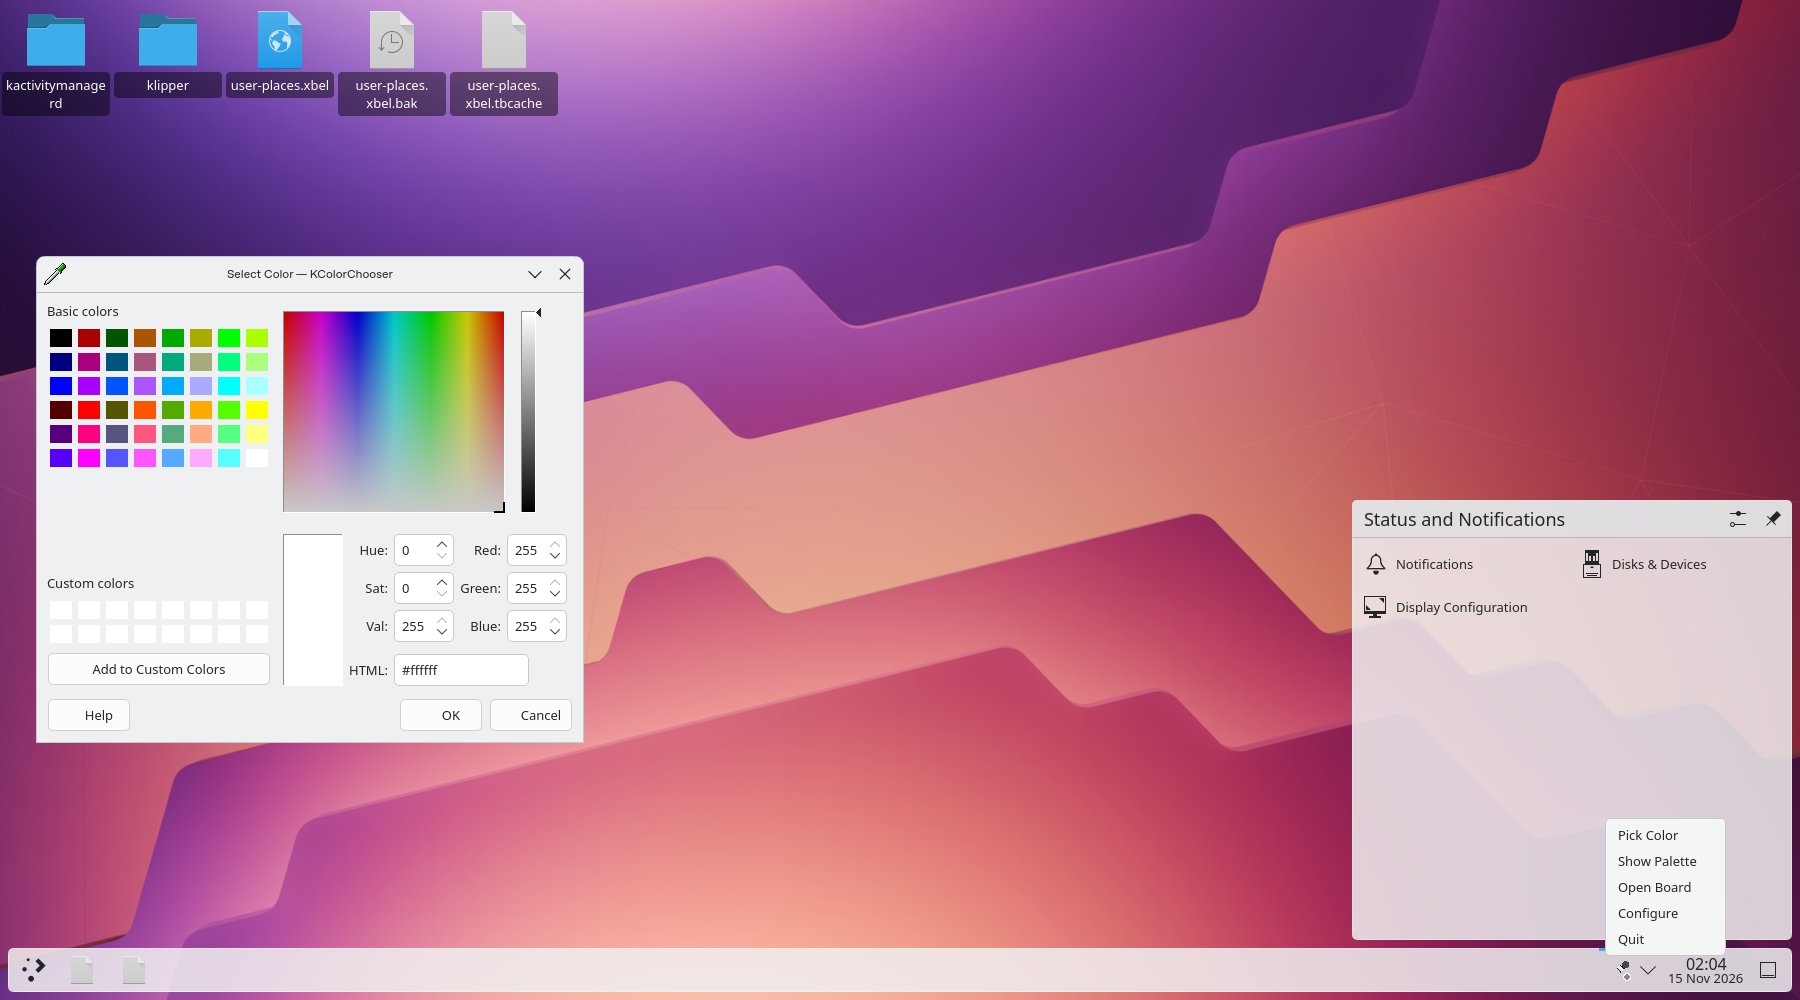 kactivitymanage
rd
klipper
user-places.xbel
user-places.
xbel.bak
user-places.
xbel.tbcache
Select Color — KColorChooser
Basic colors
Custom colors
Add to Custom Colors
Hue:
0
Red:
255
Sat:
0
Green:
255
Val:
255
Blue:
255
HTML:
#ffffff
Help
OK
Cancel
Status and Notifications
Notifications
Disks & Devices
Display Configuration
Pick Color
Show Palette
Open Board
Configure
Quit
02:04
15 Nov 2026